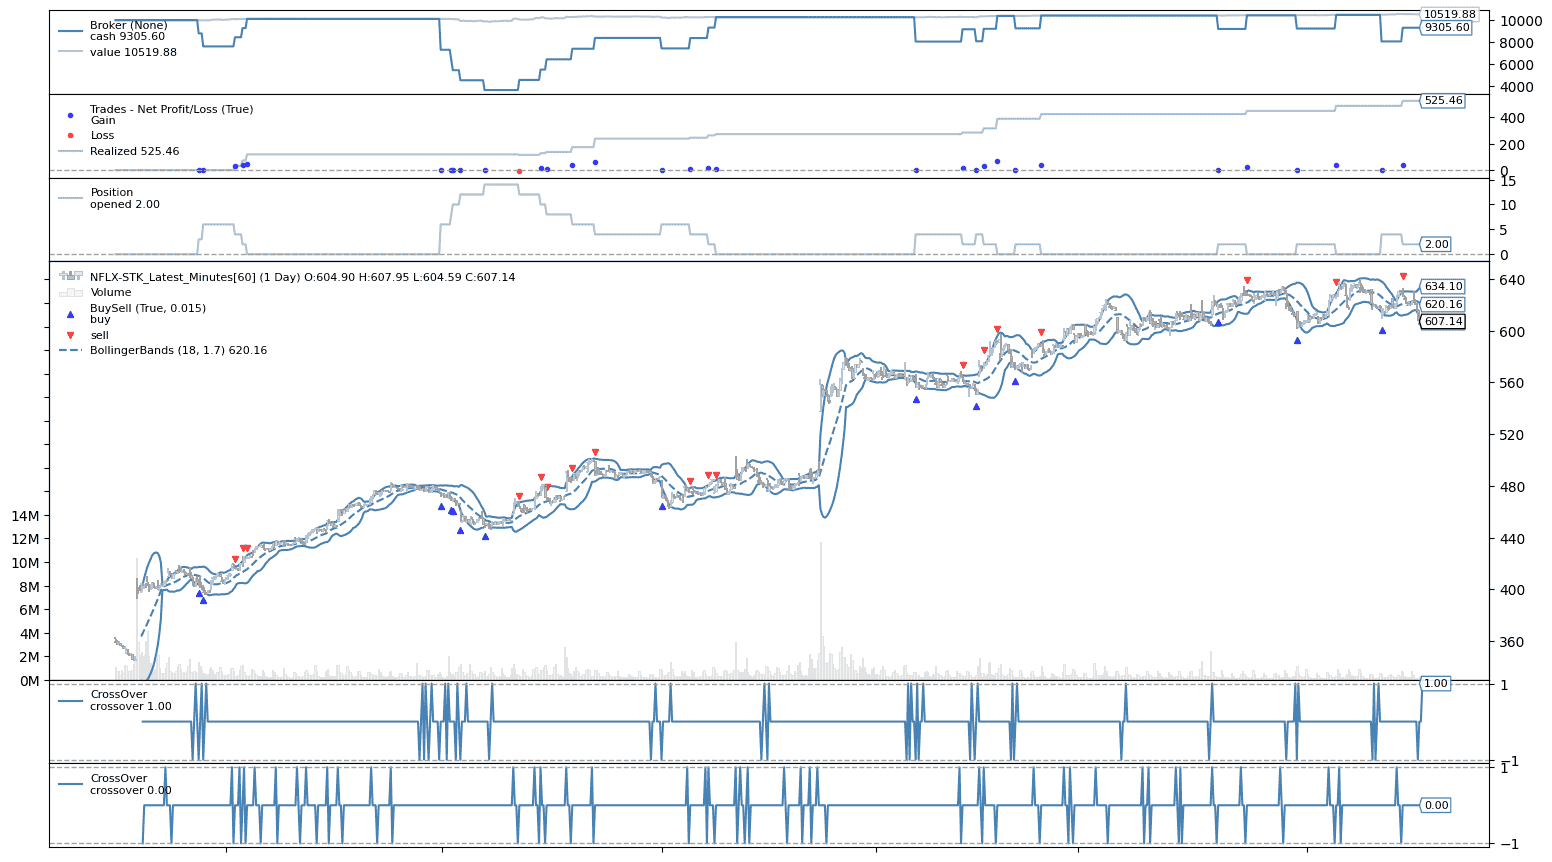 Broker (None)
cash 9305.60
value 10519.88
10519.88
9305.60
10000
8000
6000
4000
Trades - Net Profit/Loss (True)
Gain
Loss
Realized 525.46
525.46
400
200
0
Position
opened 2.00
15
10
5
2.00
0
NFLX-STK_Latest_Minutes[60] (1 Day) O:604.90 H:607.95 L:604.59 C:607.14
Volume
BuySell (True, 0.015)
buy
sell
BollingerBands (18, 1.7) 620.16
640
634.10
620.16
607.14
600
560
520
480
440
400
360
14M
12M
10M
8M
6M
4M
2M
0M
CrossOver
crossover 1.00
1.00
1
−1
CrossOver
crossover 0.00
1
0.00
−1